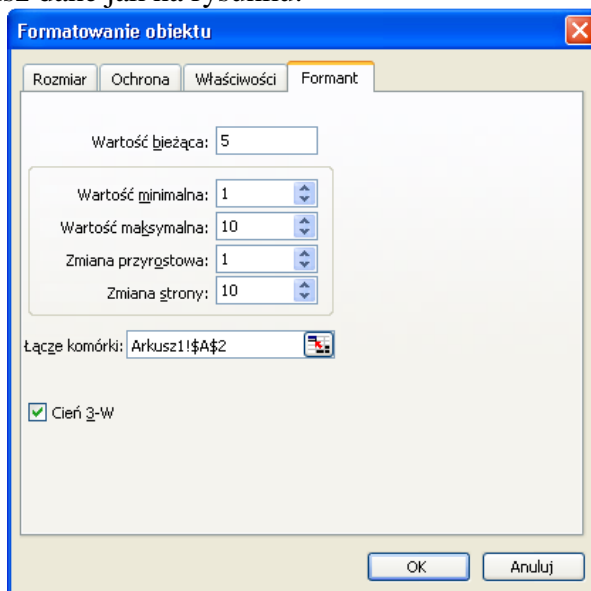 Formatowanie obiektu
Rozmiar Ochrona Właściwości Formant
Wartość bieżąca: 5
Wartość minimalna: 1
Wartość maksymalna: 10
Zmiana przyrostowa: 1
Zmiana strony: 10
Łącze komórki: Arkusz1!$A$2
Cień 3-W
OK Anuluj